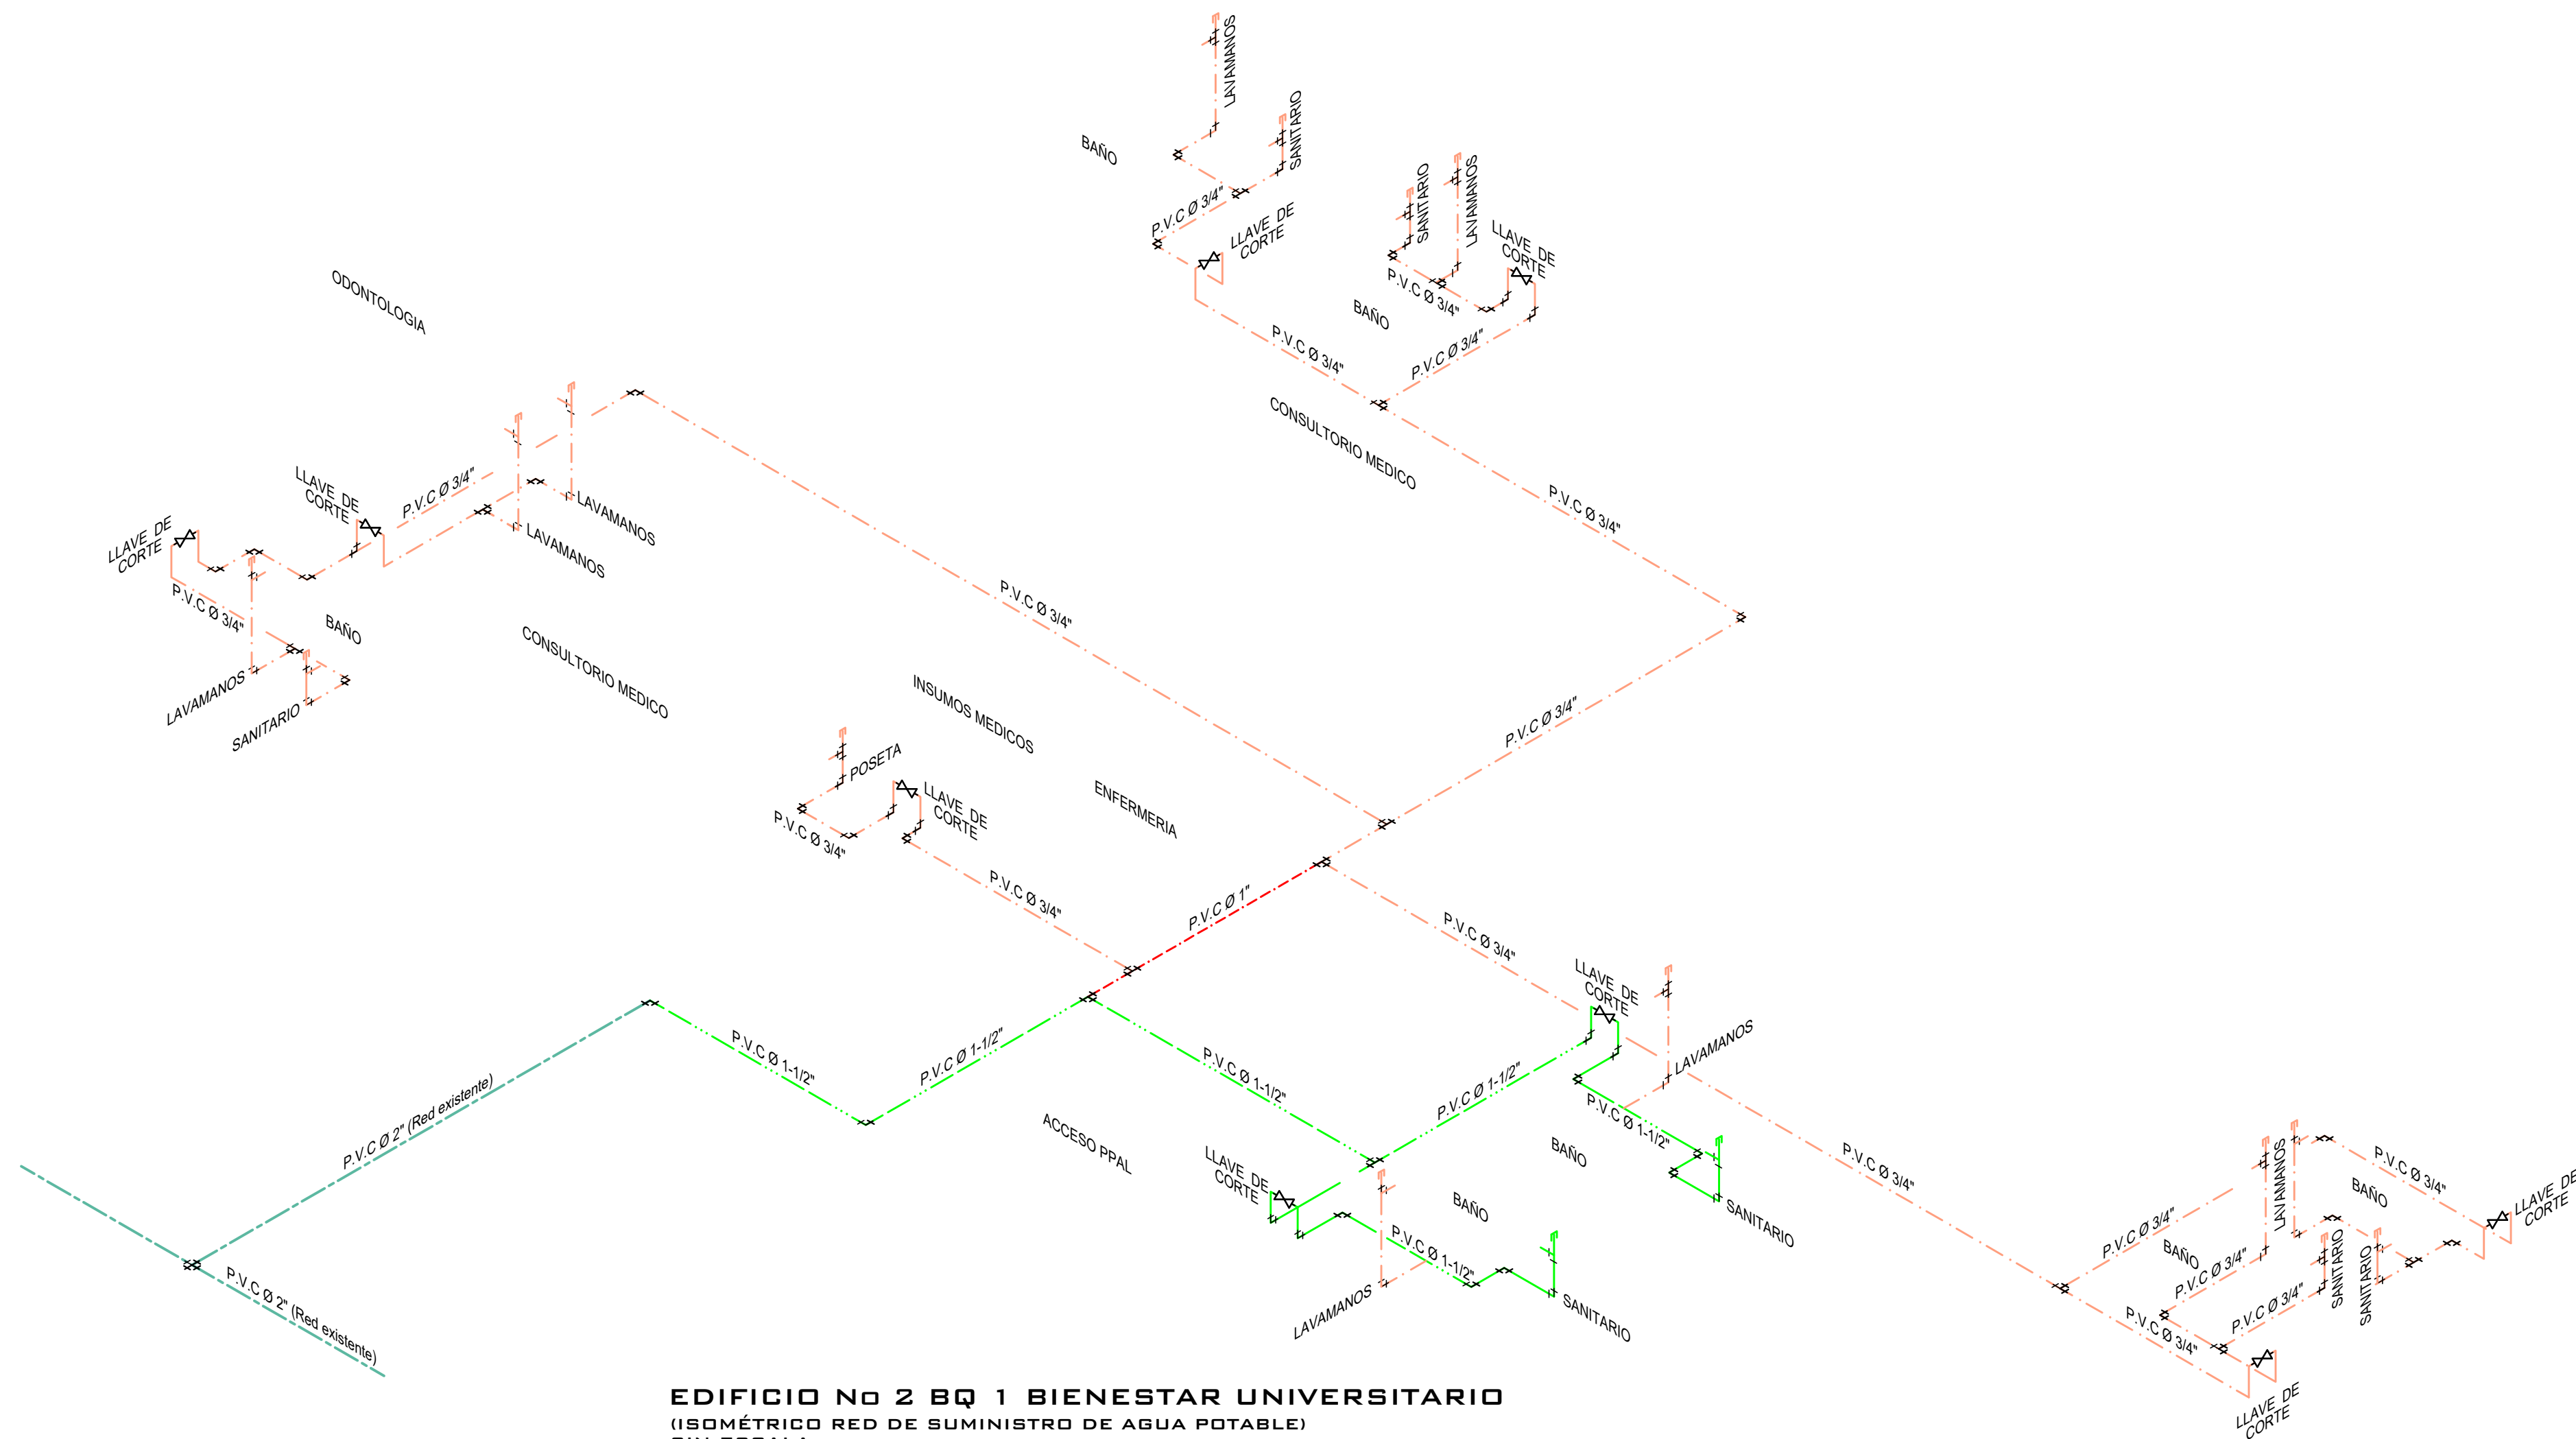 LAVAMANOS
SANITARIO
BAÑO
P.V.C Ø 3/4"
LLAVE DE
CORTE
SANITARIO
LAVAMANOS
LLAVE DE
CORTE
P.V.C Ø 3/4"
BAÑO
P.V.C Ø 3/4"
P.V.C Ø 3/4"
ODONTOLOGIA
CONSULTORIO MEDICO
P.V.C Ø 3/4"
LLAVE DE
CORTE
P.V.C Ø 3/4"
LAVAMANOS
LAVAMANOS
LLAVE DE
CORTE
P.V.C Ø 3/4"
BAÑO
LAVAMANOS
SANITARIO
CONSULTORIO MEDICO
P.V.C Ø 3/4"
INSUMOS MEDICOS
P.V.C Ø 3/4"
POSETA
LLAVE DE
CORTE
P.V.C Ø 3/4"
ENFERMERIA
P.V.C Ø 3/4"
P.V.C Ø 1"
P.V.C Ø 3/4"
LLAVE DE
CORTE
LAVAMANOS
P.V.C Ø 1-1/2"
P.V.C Ø 1-1/2"
P.V.C Ø 1-1/2"
P.V.C Ø 1-1/2"
P.V.C Ø 1-1/2"
P.V.C Ø 2" (Red existente)
ACCESO PPAL
LLAVE DE
CORTE
BAÑO
BAÑO
SANITARIO
P.V.C Ø 1-1/2"
LAVAMANOS
SANITARIO
P.V.C Ø 3/4"
P.V.C Ø 3/4"
LAVAMANOS
P.V.C Ø 3/4"
BAÑO
LLAVE DE
CORTE
BAÑO
P.V.C Ø 3/4"
SANITARIO
SANITARIO
P.V.C Ø 3/4"
P.V.C Ø 3/4"
LLAVE DE
CORTE
P.V.C Ø 2" (Red existente)
EDIFICIO No 2 BQ 1 BIENESTAR UNIVERSITARIO
(ISOMÉTRICO RED DE SUMINISTRO DE AGUA POTABLE)